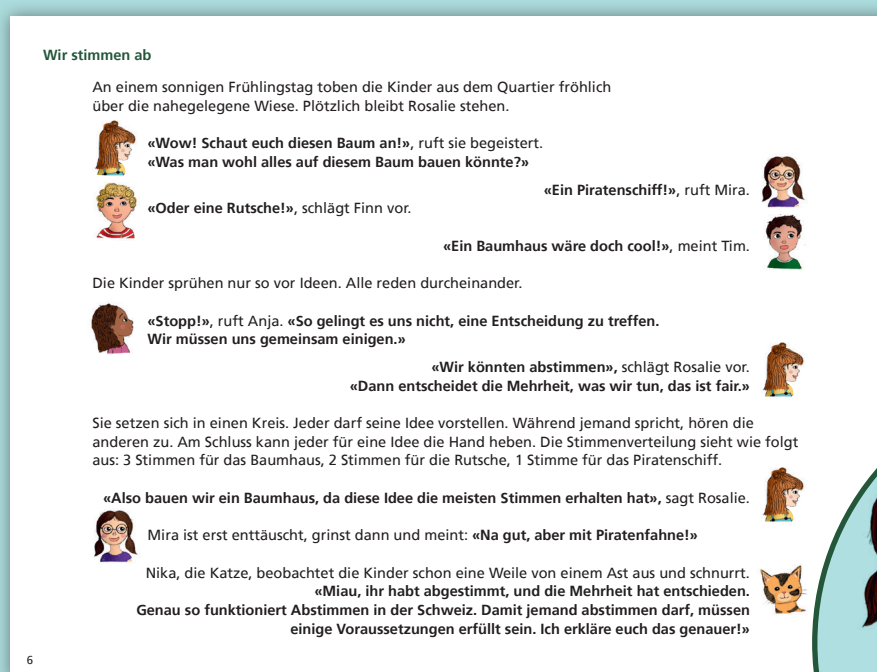 Wir stimmen ab
An einem sonnigen Frühlingstag toben die Kinder aus dem Quartier fröhlich
über die nahegelegene Wiese. Plötzlich bleibt Rosalie stehen.
«Wow! Schaut euch diesen Baum an!», ruft sie begeistert.
«Was man wohl alles auf diesem Baum bauen könnte?»
«Ein Piratenschiff!», ruft Mira.
«Oder eine Rutsche!», schlägt Finn vor.
«Ein Baumhaus wäre doch cool!», meint Tim.
Die Kinder sprühen nur so vor Ideen. Alle reden durcheinander.
«Stopp!», ruft Anja. «So gelingt es uns nicht, eine Entscheidung zu treffen.
Wir müssen uns gemeinsam einigen.»
«Wir könnten abstimmen», schlägt Rosalie vor.
«Dann entscheidet die Mehrheit, was wir tun, das ist fair.»
Sie setzen sich in einen Kreis. Jeder darf seine Idee vorstellen. Während jemand spricht, hören die
anderen zu. Am Schluss kann jeder für eine Idee die Hand heben. Die Stimmenverteilung sieht wie folgt
aus: 3 Stimmen für das Baumhaus, 2 Stimmen für die Rutsche, 1 Stimme für das Piratenschiff.
«Also bauen wir ein Baumhaus, da diese Idee die meisten Stimmen erhalten hat», sagt Rosalie.
Mira ist erst enttäuscht, grinst dann und meint: «Na gut, aber mit Piratenfahne!»
Nika, die Katze, beobachtet die Kinder schon eine Weile von einem Ast aus und schnurrt.
«Miau, ihr habt abgestimmt, und die Mehrheit hat entschieden.
Genau so funktioniert Abstimmen in der Schweiz. Damit jemand abstimmen darf, müssen
einige Voraussetzungen erfüllt sein. Ich erkläre euch das genauer!»
6